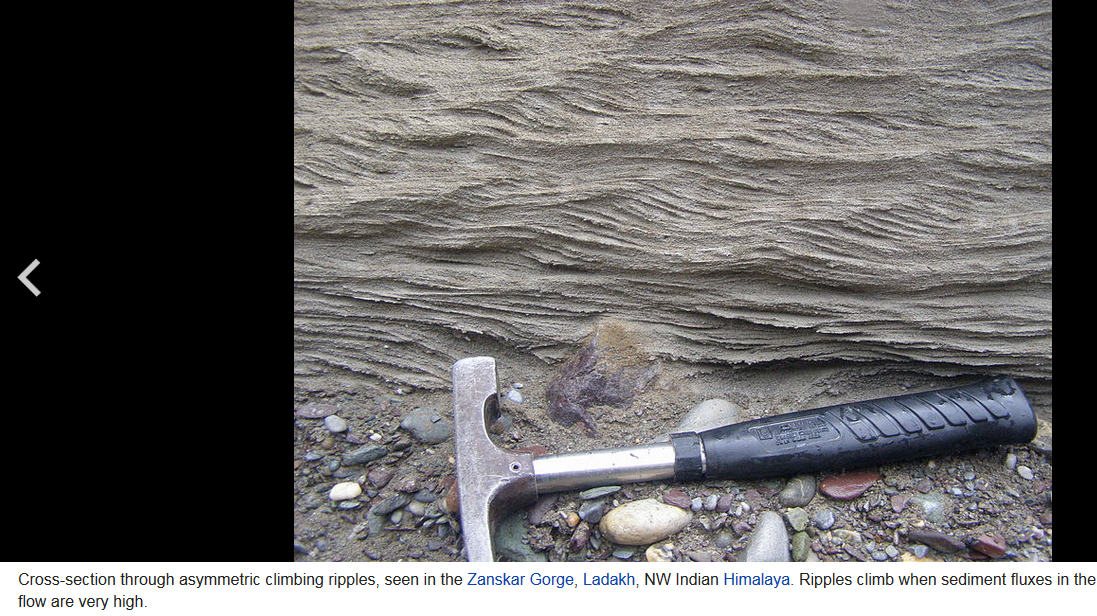 Cross-section through asymmetric climbing ripples, seen in the Zanskar Gorge, Ladakh, NW Indian Himalaya. Ripples climb when sediment fluxes in the
flow are very high.